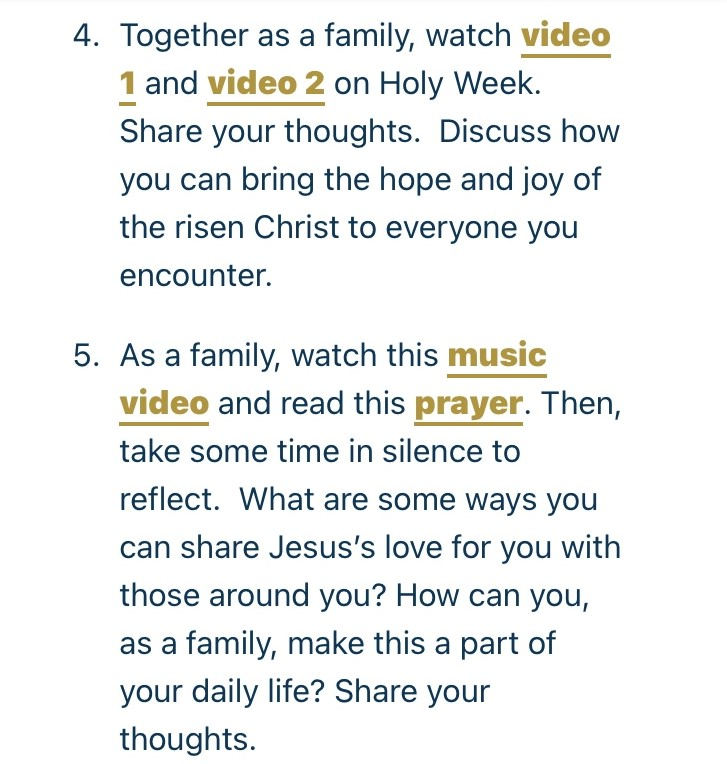 4. Together as a family, watch video
1 and video 2 on Holy Week.
Share your thoughts.  Discuss how
you can bring the hope and joy of
the risen Christ to everyone you
encounter.
5. As a family, watch this music
video and read this prayer. Then,
take some time in silence to
reflect.  What are some ways you
can share Jesus’s love for you with
those around you? How can you,
as a family, make this a part of
your daily life? Share your
thoughts.